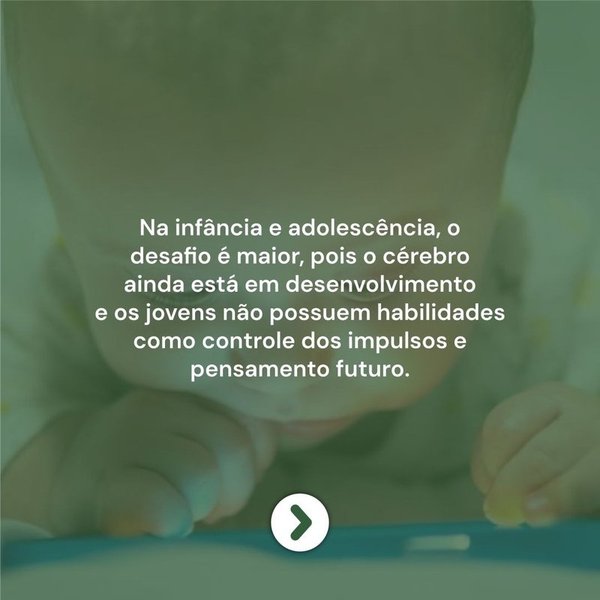 Na infância e adolescência, o
desafio é maior, pois o cérebro
ainda está em desenvolvimento
e os jovens não possuem habilidades
como controle dos impulsos e
pensamento futuro.